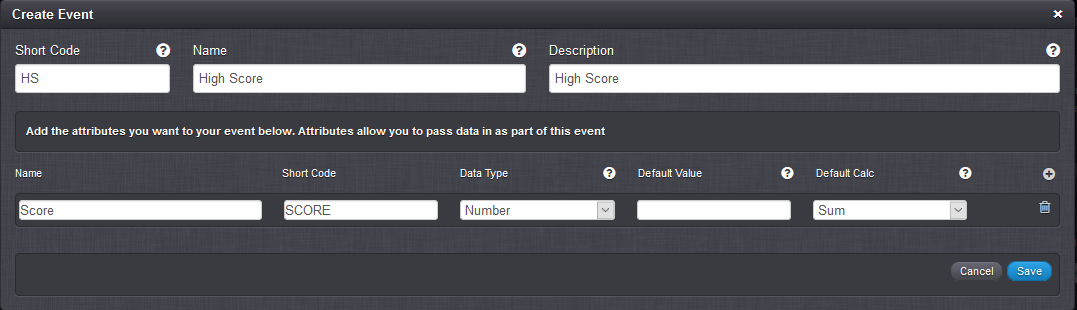 Create Event
Short Code Name Description
HS High Score High Score
Add the attributes you want to your event below. Attributes allow you to pass data in as part of this event
Name Short Code Data Type Default Value Default Calc
Score SCORE Number Sum
Cancel Save